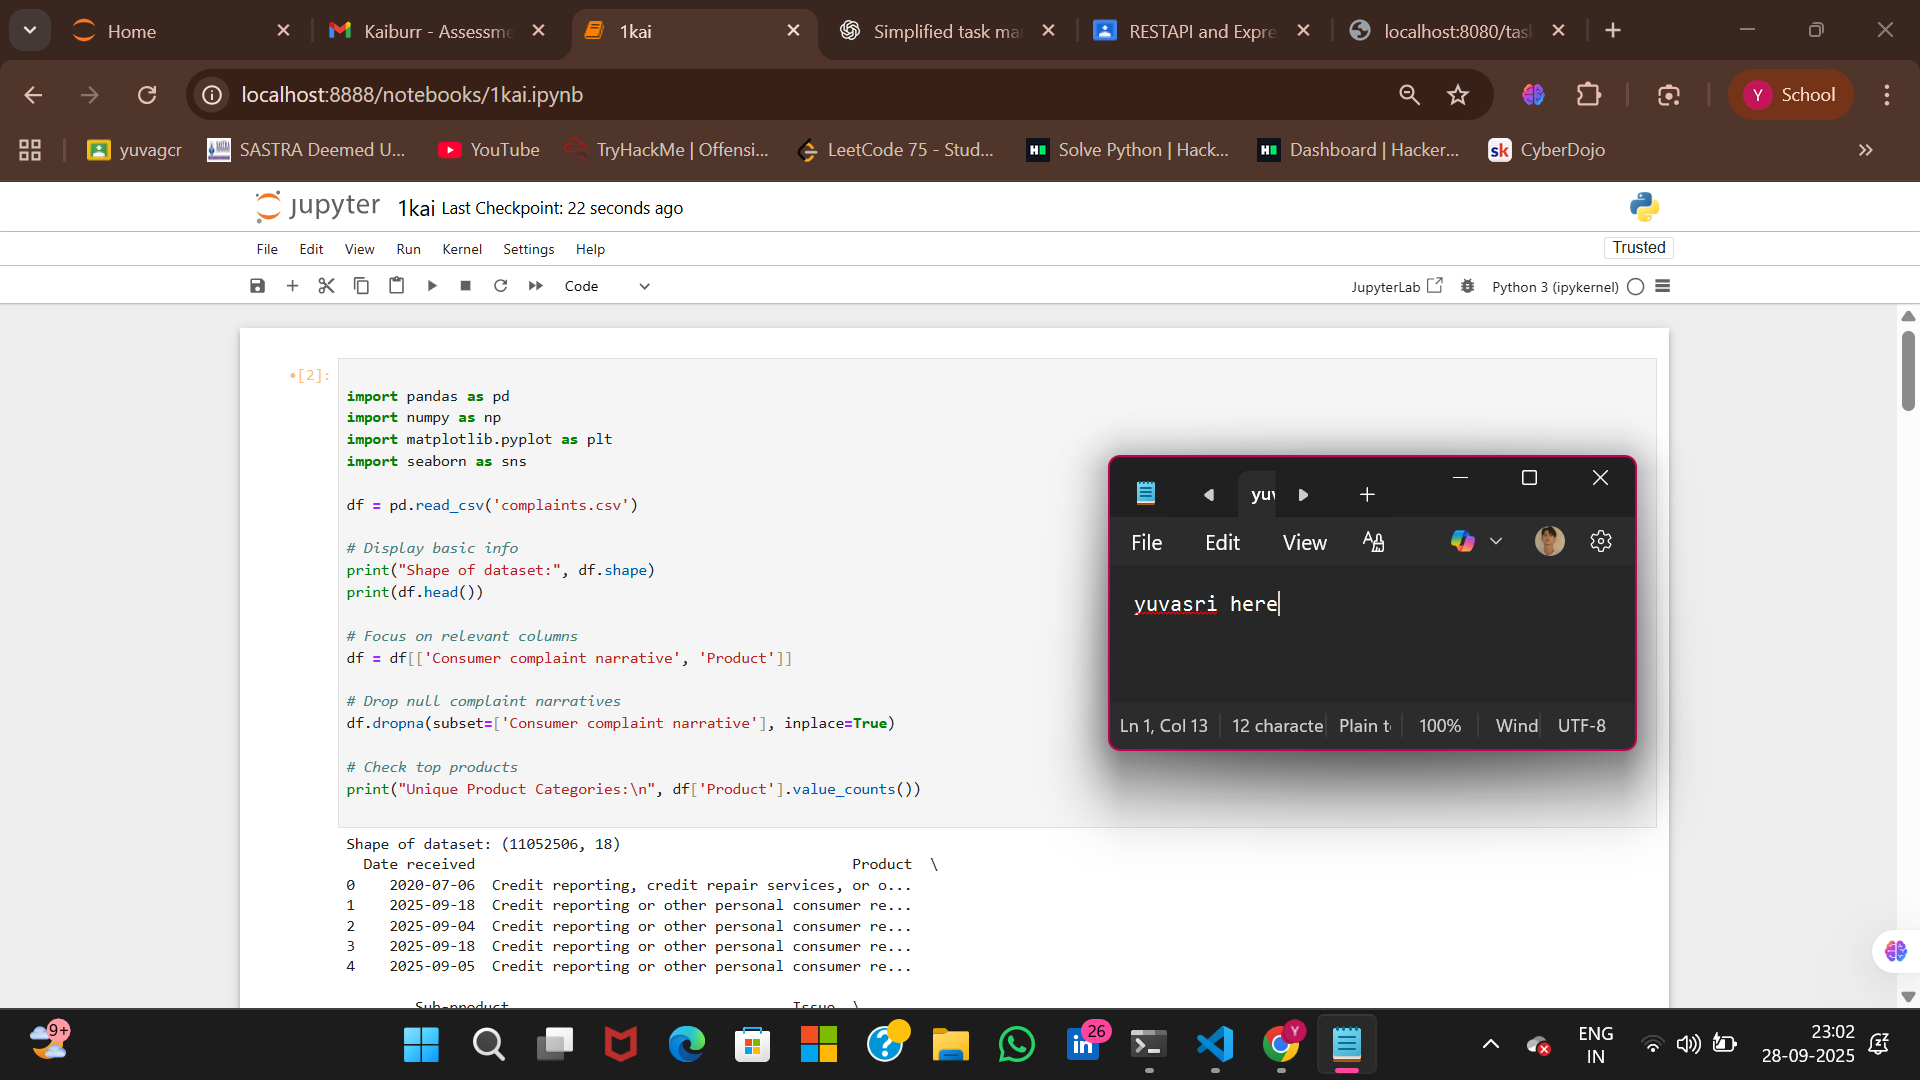 Home
Kaiburr - Assessme
1kai
Simplified task ma
RESTAPI and Expre
localhost:8080/tas
localhost:8888/notebooks/1kai.ipynb
Y School
yuvagcr
SASTRA Deemed U...
YouTube
TryHackMe | Offensi...
LeetCode 75 - Stud...
Solve Python | Hack...
Dashboard | Hacker...
sk CyberDojo
jupyter 1kai Last Checkpoint: 22 seconds ago
File Edit View Run Kernel Settings Help
Trusted
Code
JupyterLab
Python 3 (ipykernel)
•[2]:
import pandas as pd
import numpy as np
import matplotlib.pyplot as plt
import seaborn as sns
df = pd.read_csv('complaints.csv')
# Display basic info
print("Shape of dataset:", df.shape)
print(df.head())
# Focus on relevant columns
df = df[['Consumer complaint narrative', 'Product']]
# Drop null complaint narratives
df.dropna(subset=['Consumer complaint narrative'], inplace=True)
# Check top products
print("Unique Product Categories:\n", df['Product'].value_counts())
Shape of dataset: (11052506, 18)
Date received Product \
0 2020-07-06 Credit reporting, credit repair services, or o...
1 2025-09-18 Credit reporting or other personal consumer re...
2 2025-09-04 Credit reporting or other personal consumer re...
3 2025-09-18 Credit reporting or other personal consumer re...
4 2025-09-05 Credit reporting or other personal consumer re...
Sub-product Issue \
yuv
File Edit View
yuvasri here
Ln 1, Col 13
12 characte
Plain t
100%
Wind
UTF-8
9+
26
Y
ENG
IN
23:02
28-09-2025